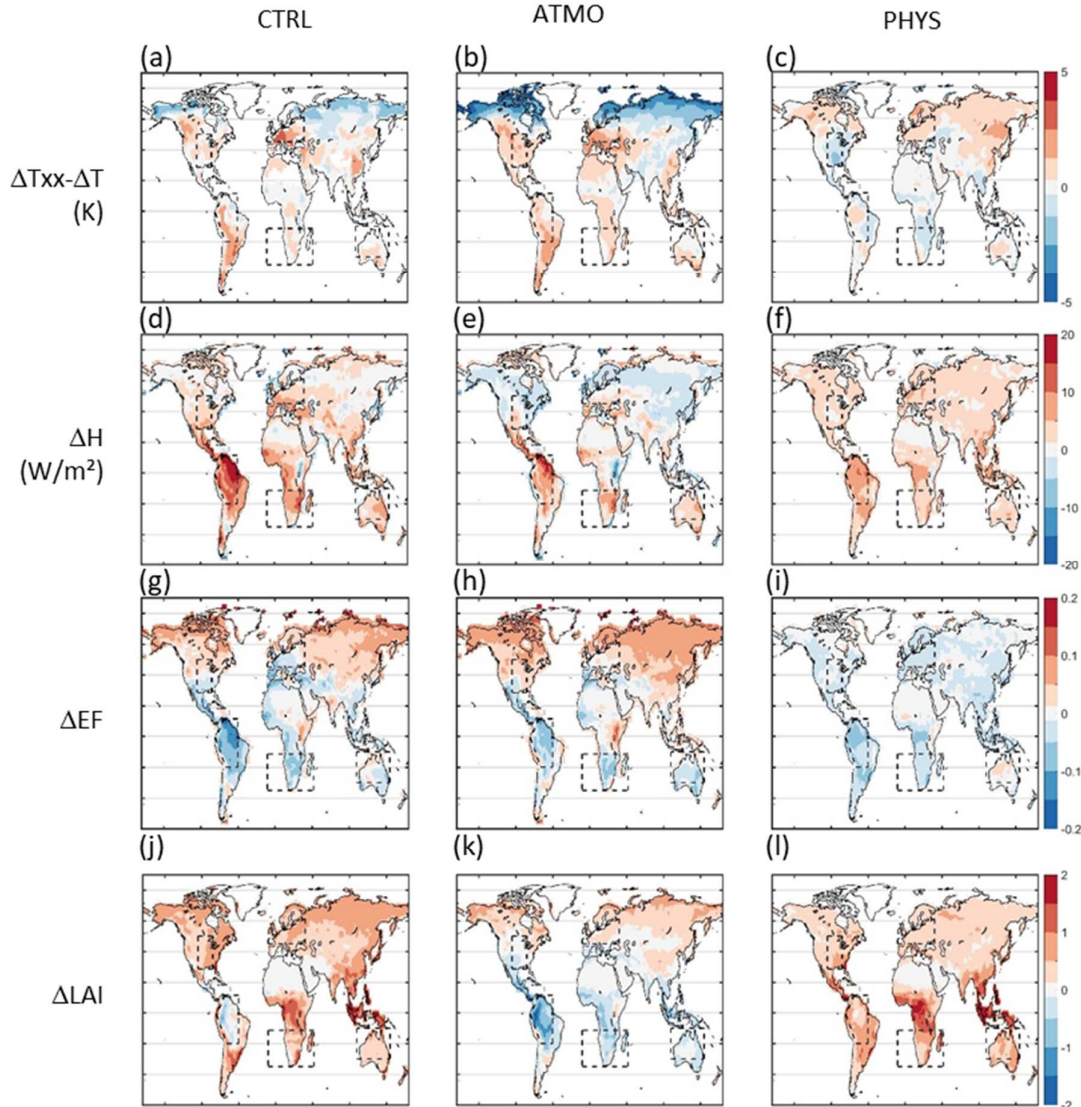 CTRL ATMO PHYS
(a) (b) (c)
ΔTxx-ΔT
(K)
5
0
-5
(d) (e) (f)
ΔH
(W/m²)
20
10
0
-10
-20
(g) (h) (i)
ΔEF
0.2
0.1
0
-0.1
-0.2
(j) (k) (l)
ΔLAI
2
1
0
-1
-2